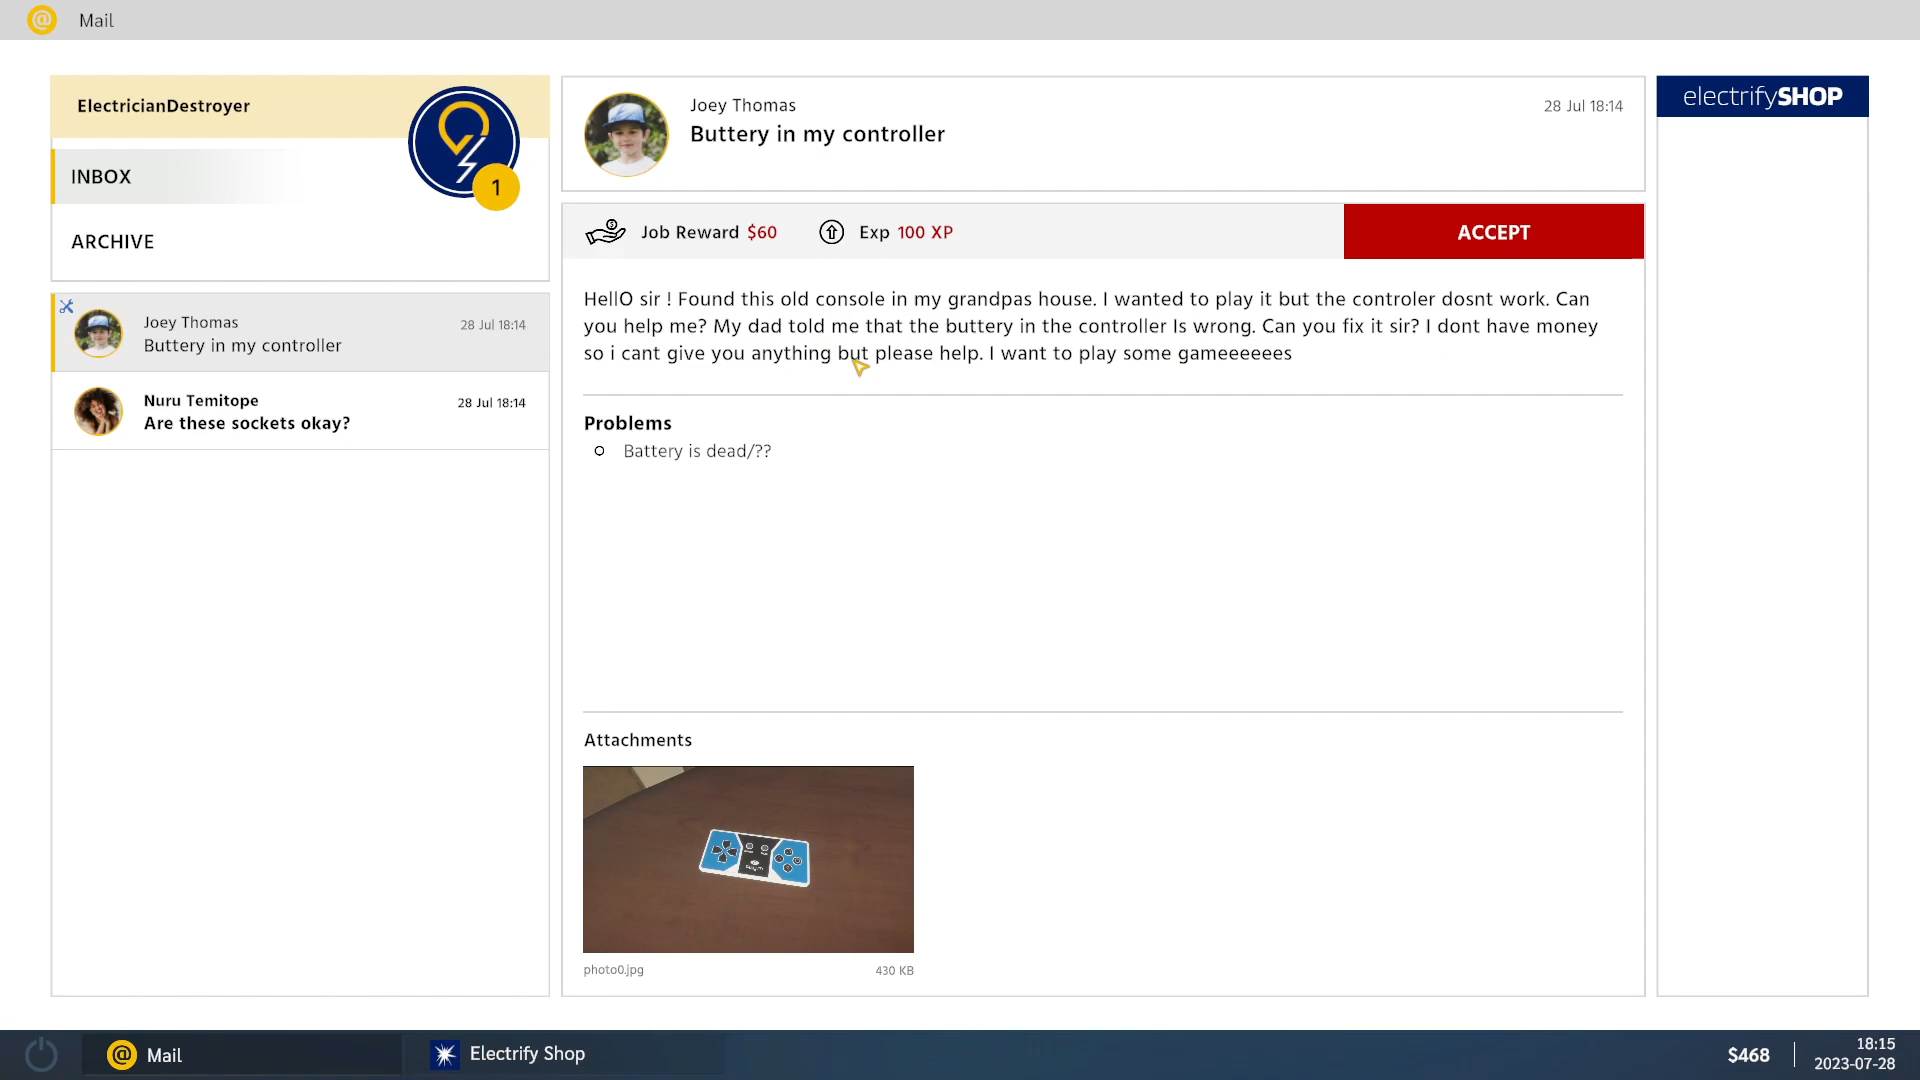 Mail
ElectricianDestroyer
1
INBOX
ARCHIVE
Joey Thomas
28 Jul 18:14
Buttery in my controller
Nuru Temitope
28 Jul 18:14
Are these sockets okay?
Joey Thomas
28 Jul 18:14
Buttery in my controller
Job Reward $60
Exp 100 XP
ACCEPT
HellO sir ! Found this old console in my grandpas house. I wanted to play it but the controler dosnt work. Can
you help me? My dad told me that the buttery in the controller Is wrong. Can you fix it sir? I dont have money
so i cant give you anything but please help. I want to play some gameeeeees
Problems
Battery is dead/??
Attachments
photo0.jpg
430 KB
electrifySHOP
Mail
Electrify Shop
$468
18:15
2023-07-28